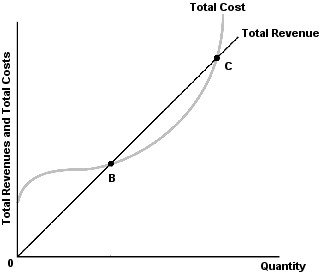 Total Cost
Total Revenue
C
B
Total Revenues and Total Costs
0
Quantity